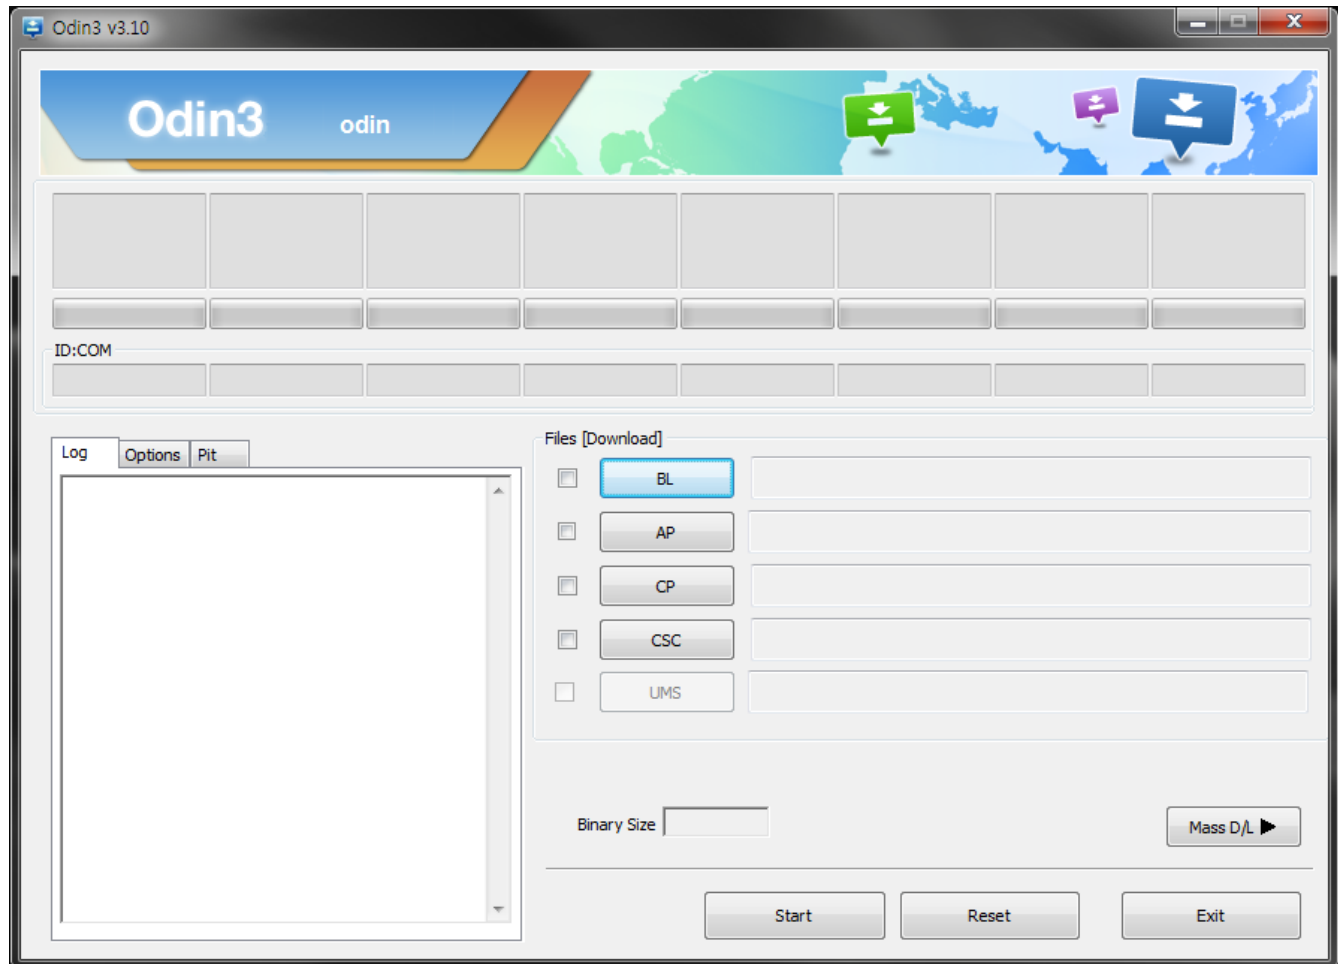 Odin3 v3.10
Odin3 odin
ID:COM
Log Options Pit
Files [Download]
BL
AP
CP
CSC
UMS
Binary Size
Mass D/L
Start Reset Exit